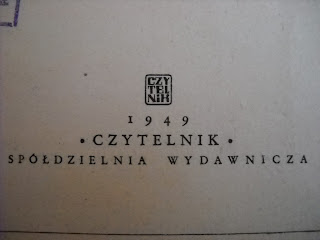 CZY
TEL
NIK
1949
• CZYTELNIK •
SPÓŁDZIELNIA WYDAWNICZA